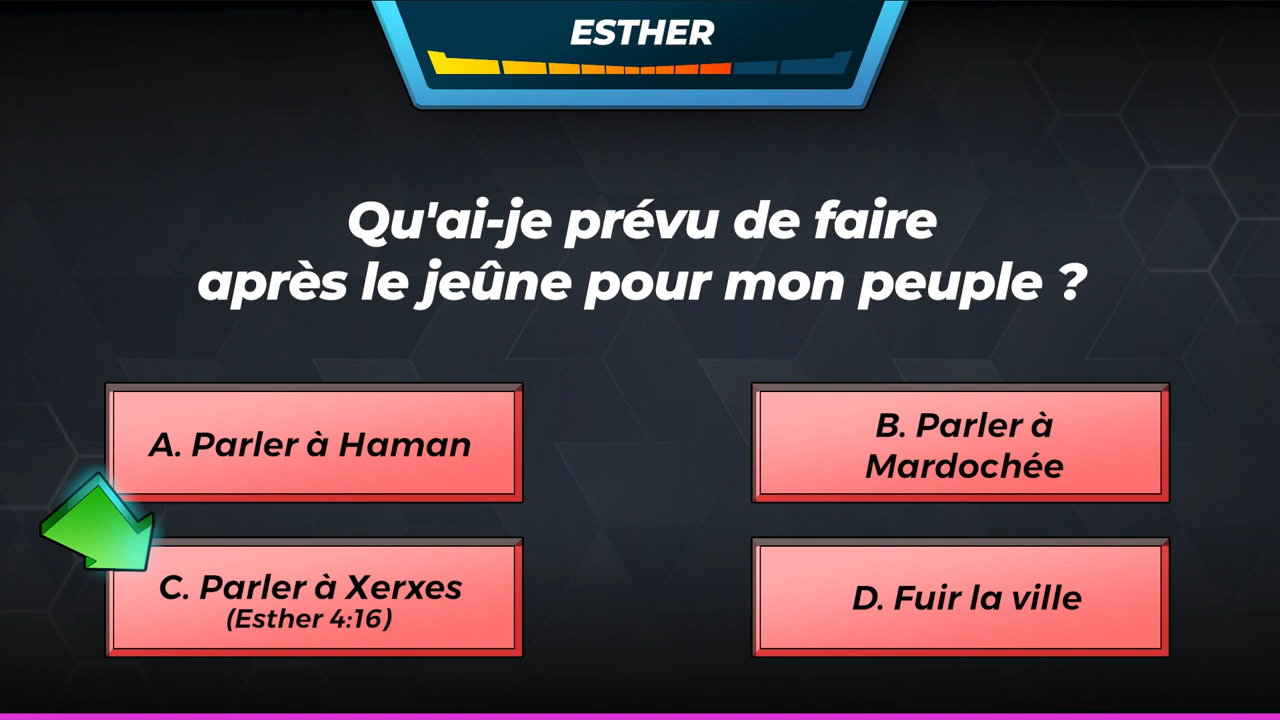 ESTHER
Qu'ai-je prévu de faire
après le jeûne pour mon peuple ?
A. Parler à Haman
B. Parler à
Mardochée
C. Parler à Xerxes
(Esther 4:16)
D. Fuir la ville